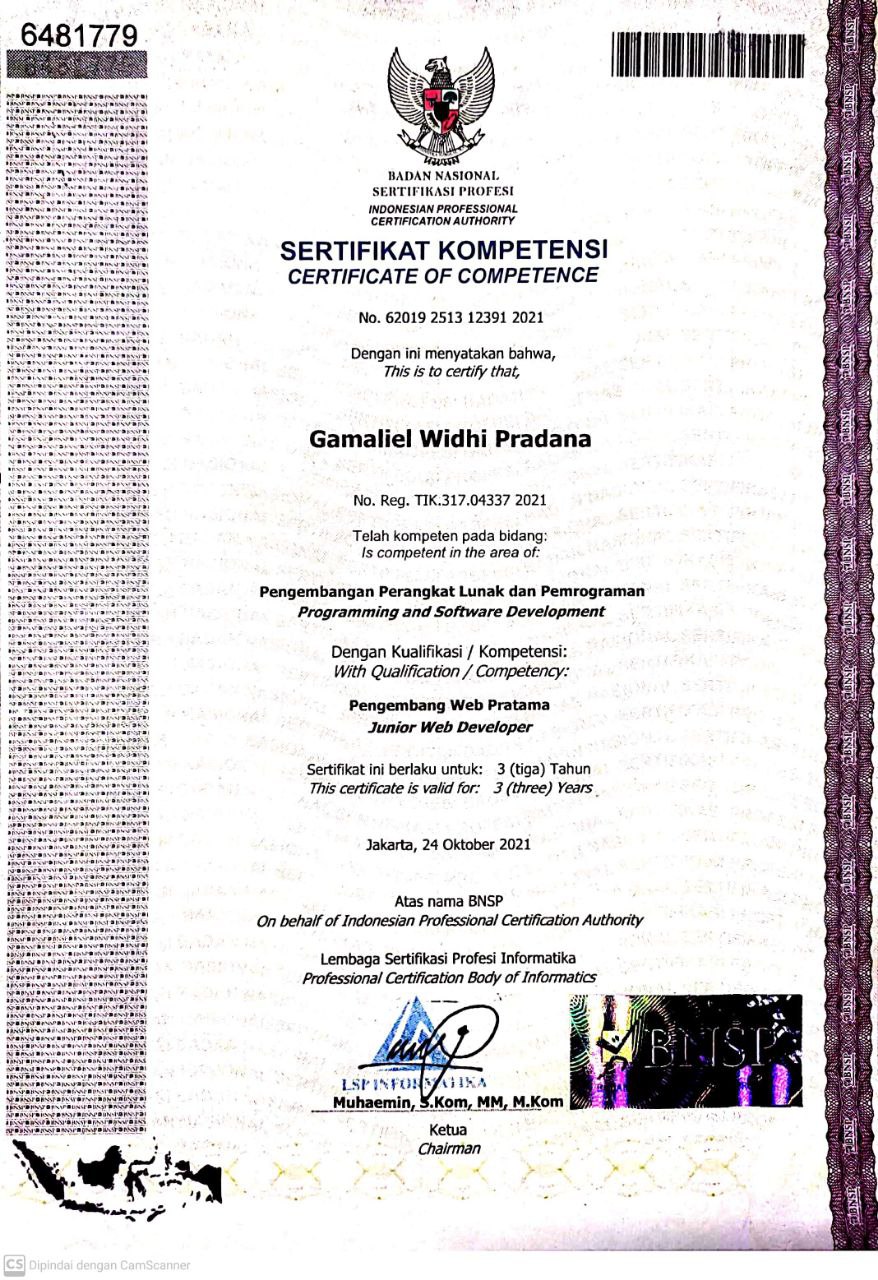 6481779
BADAN NASIONAL
SERTIFIKASI PROFESI
INDONESIAN PROFESSIONAL
CERTIFICATION AUTHORITY
SERTIFIKAT KOMPETENSI
CERTIFICATE OF COMPETENCE
No. 62019 2513 12391 2021
Dengan ini menyatakan bahwa,
This is to certify that,
Gamaliel Widhi Pradana
No. Reg. TIK.317.04337 2021
Telah kompeten pada bidang:
Is competent in the area of:
Pengembangan Perangkat Lunak dan Pemrograman
Programming and Software Development
Dengan Kualifikasi / Kompetensi:
With Qualification / Competency:
Pengembang Web Pratama
Junior Web Developer
Sertifikat ini berlaku untuk: 3 (tiga) Tahun
This certificate is valid for: 3 (three) Years
Jakarta, 24 Oktober 2021
Atas nama BNSP
On behalf of Indonesian Professional Certification Authority
Lembaga Sertifikasi Profesi Informatika
Professional Certification Body of Informatics
LSP INFORMATIKA
BNSP
Muhaemin, S.Kom, MM, M.Kom
Ketua
Chairman
CS Dipindai dengan CamScanner